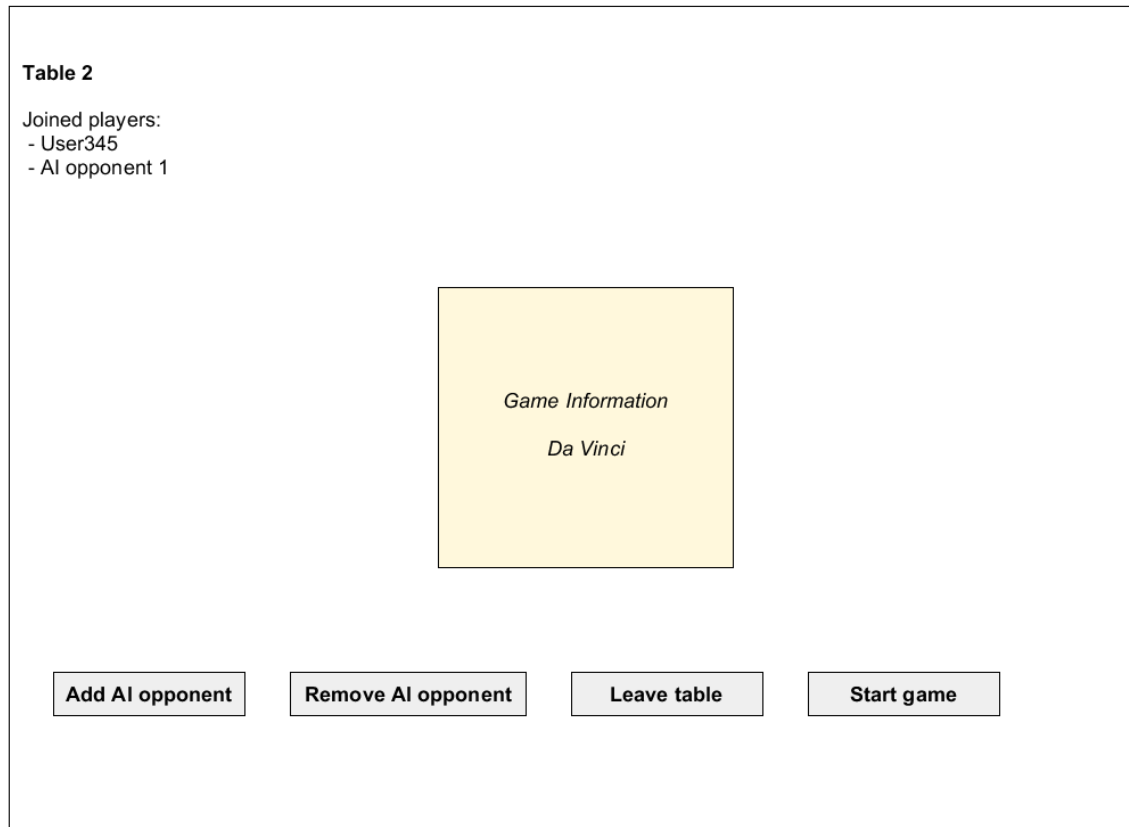 Table 2
Joined players:
- User345
- AI opponent 1
Game Information
Da Vinci
Add AI opponent
Remove AI opponent
Leave table
Start game